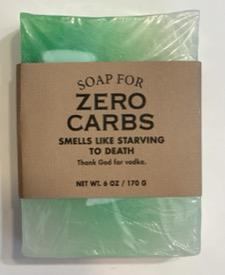 SOAP FOR
ZERO
CARBS
SMELLS LIKE STARVING
TO DEATH
Thank God for vodka.
NET WT. 6 OZ / 170 G